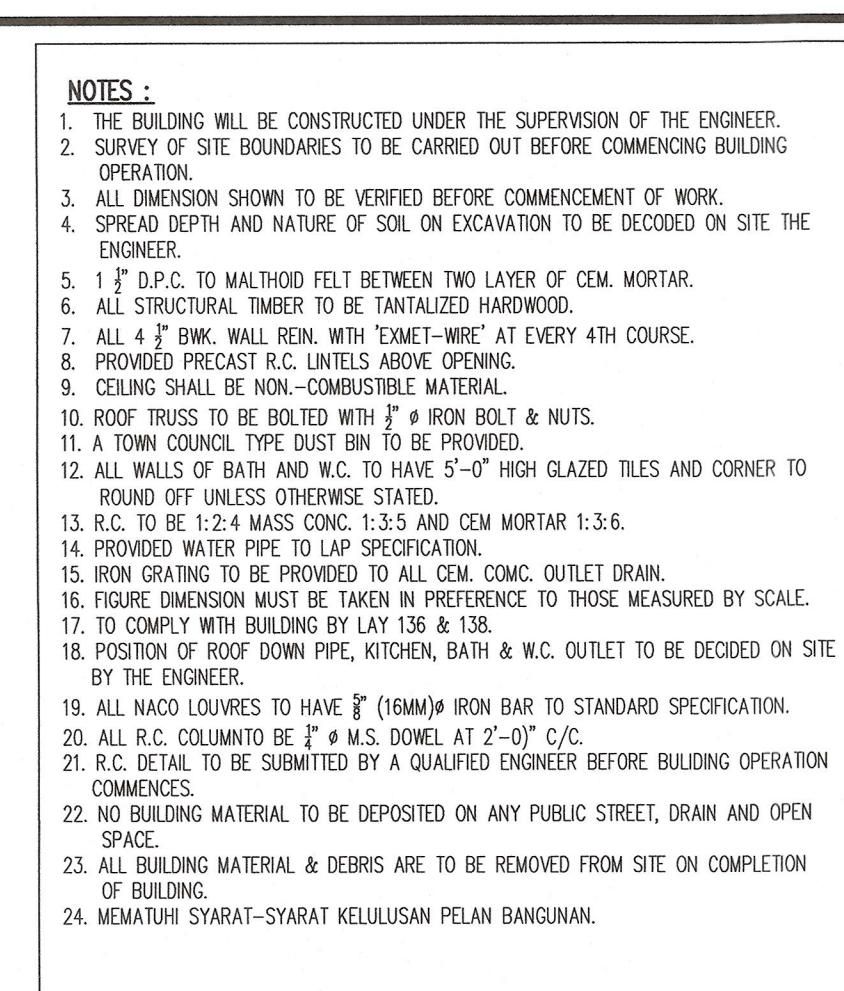 NOTES :
1. THE BUILDING WILL BE CONSTRUCTED UNDER THE SUPERVISION OF THE ENGINEER.
2. SURVEY OF SITE BOUNDARIES TO BE CARRIED OUT BEFORE COMMENCING BUILDING
OPERATION.
3. ALL DIMENSION SHOWN TO BE VERIFIED BEFORE COMMENCEMENT OF WORK.
4. SPREAD DEPTH AND NATURE OF SOIL ON EXCAVATION TO BE DECODED ON SITE THE
ENGINEER.
5. 1 ½" D.P.C. TO MALTHOID FELT BETWEEN TWO LAYER OF CEM. MORTAR.
6. ALL STRUCTURAL TIMBER TO BE TANTALIZED HARDWOOD.
7. ALL 4 ½" BWK. WALL REIN. WITH 'EXMET-WIRE' AT EVERY 4TH COURSE.
8. PROVIDED PRECAST R.C. LINTELS ABOVE OPENING.
9. CEILING SHALL BE NON.-COMBUSTIBLE MATERIAL.
10. ROOF TRUSS TO BE BOLTED WITH ½" ø IRON BOLT & NUTS.
11. A TOWN COUNCIL TYPE DUST BIN TO BE PROVIDED.
12. ALL WALLS OF BATH AND W.C. TO HAVE 5'-0" HIGH GLAZED TILES AND CORNER TO
ROUND OFF UNLESS OTHERWISE STATED.
13. R.C. TO BE 1:2:4 MASS CONC. 1:3:5 AND CEM MORTAR 1:3:6.
14. PROVIDED WATER PIPE TO LAP SPECIFICATION.
15. IRON GRATING TO BE PROVIDED TO ALL CEM. COMC. OUTLET DRAIN.
16. FIGURE DIMENSION MUST BE TAKEN IN PREFERENCE TO THOSE MEASURED BY SCALE.
17. TO COMPLY WITH BUILDING BY LAY 136 & 138.
18. POSITION OF ROOF DOWN PIPE, KITCHEN, BATH & W.C. OUTLET TO BE DECIDED ON SITE
BY THE ENGINEER.
19. ALL NACO LOUVRES TO HAVE ⅝" (16MM)ø IRON BAR TO STANDARD SPECIFICATION.
20. ALL R.C. COLUMNTO BE ¼" ø M.S. DOWEL AT 2'-0)" C/C.
21. R.C. DETAIL TO BE SUBMITTED BY A QUALIFIED ENGINEER BEFORE BULIDING OPERATION
COMMENCES.
22. NO BUILDING MATERIAL TO BE DEPOSITED ON ANY PUBLIC STREET, DRAIN AND OPEN
SPACE.
23. ALL BUILDING MATERIAL & DEBRIS ARE TO BE REMOVED FROM SITE ON COMPLETION
OF BUILDING.
24. MEMATUHI SYARAT-SYARAT KELULUSAN PELAN BANGUNAN.